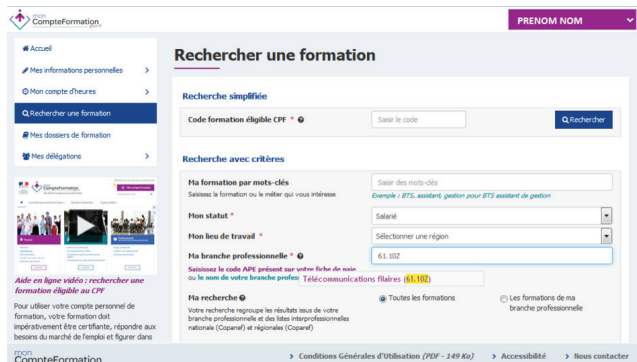 mon
CompteFormation
PRENOM NOM
Accueil
Mes informations personnelles
Mon compte d'heures
Rechercher une formation
Mes dossiers de formation
Mes délégations
Aide en ligne vidéo : rechercher une
formation éligible au CPF
Pour utiliser votre compte personnel de
formation, votre formation doit
impérativement être certifiante, répondre aux
besoins du marché de l'emploi et figurer dans
Rechercher une formation
Recherche simplifiée
Code formation éligible CPF *
Saisir le code
Rechercher
Recherche avec critères
Ma formation par mots-clés
Saisissez la formation ou le métier qui vous intéresse
Saisir des mots-clés
Exemple : BTS, assistant, gestion pour BTS assistant de gestion
Mon statut *
Salarié
Mon lieu de travail *
Sélectionner une région
Ma branche professionnelle *
61.10Z
Saisissez le code APE présent sur votre fiche de paie
ou le nom de votre branche
Télécommunications filaires (61.10Z)
Ma recherche
Votre recherche regroupe les résultats issus de votre
branche professionnelle et des listes interprofessionnelles
nationale (Copanef) et régionales (Coparef)
Toutes les formations
Les formations de ma
branche professionnelle
mon
CompteFormation
Conditions Générales d'Utilisation (PDF - 149 Ko)
Accessibilité
Nous contacter